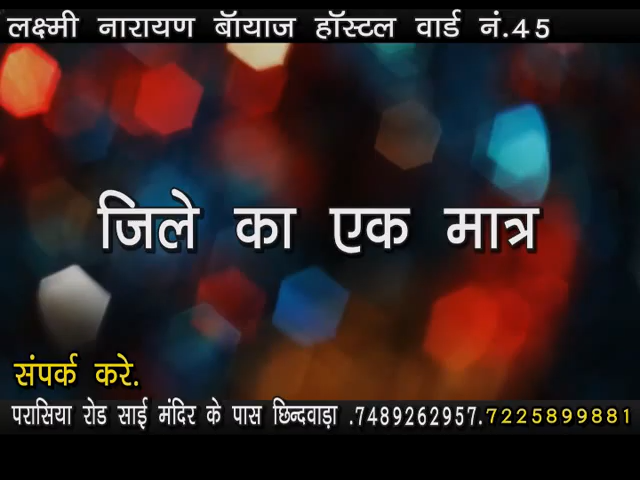 लक्ष्मी नारायण बॅायाज हॉस्टल वार्ड नं.45
जिले का एक मात्र
संपर्क करे.
परासिया रोड साई मंदिर के पास छिन्दवाड़ा .7489262957.7225899881